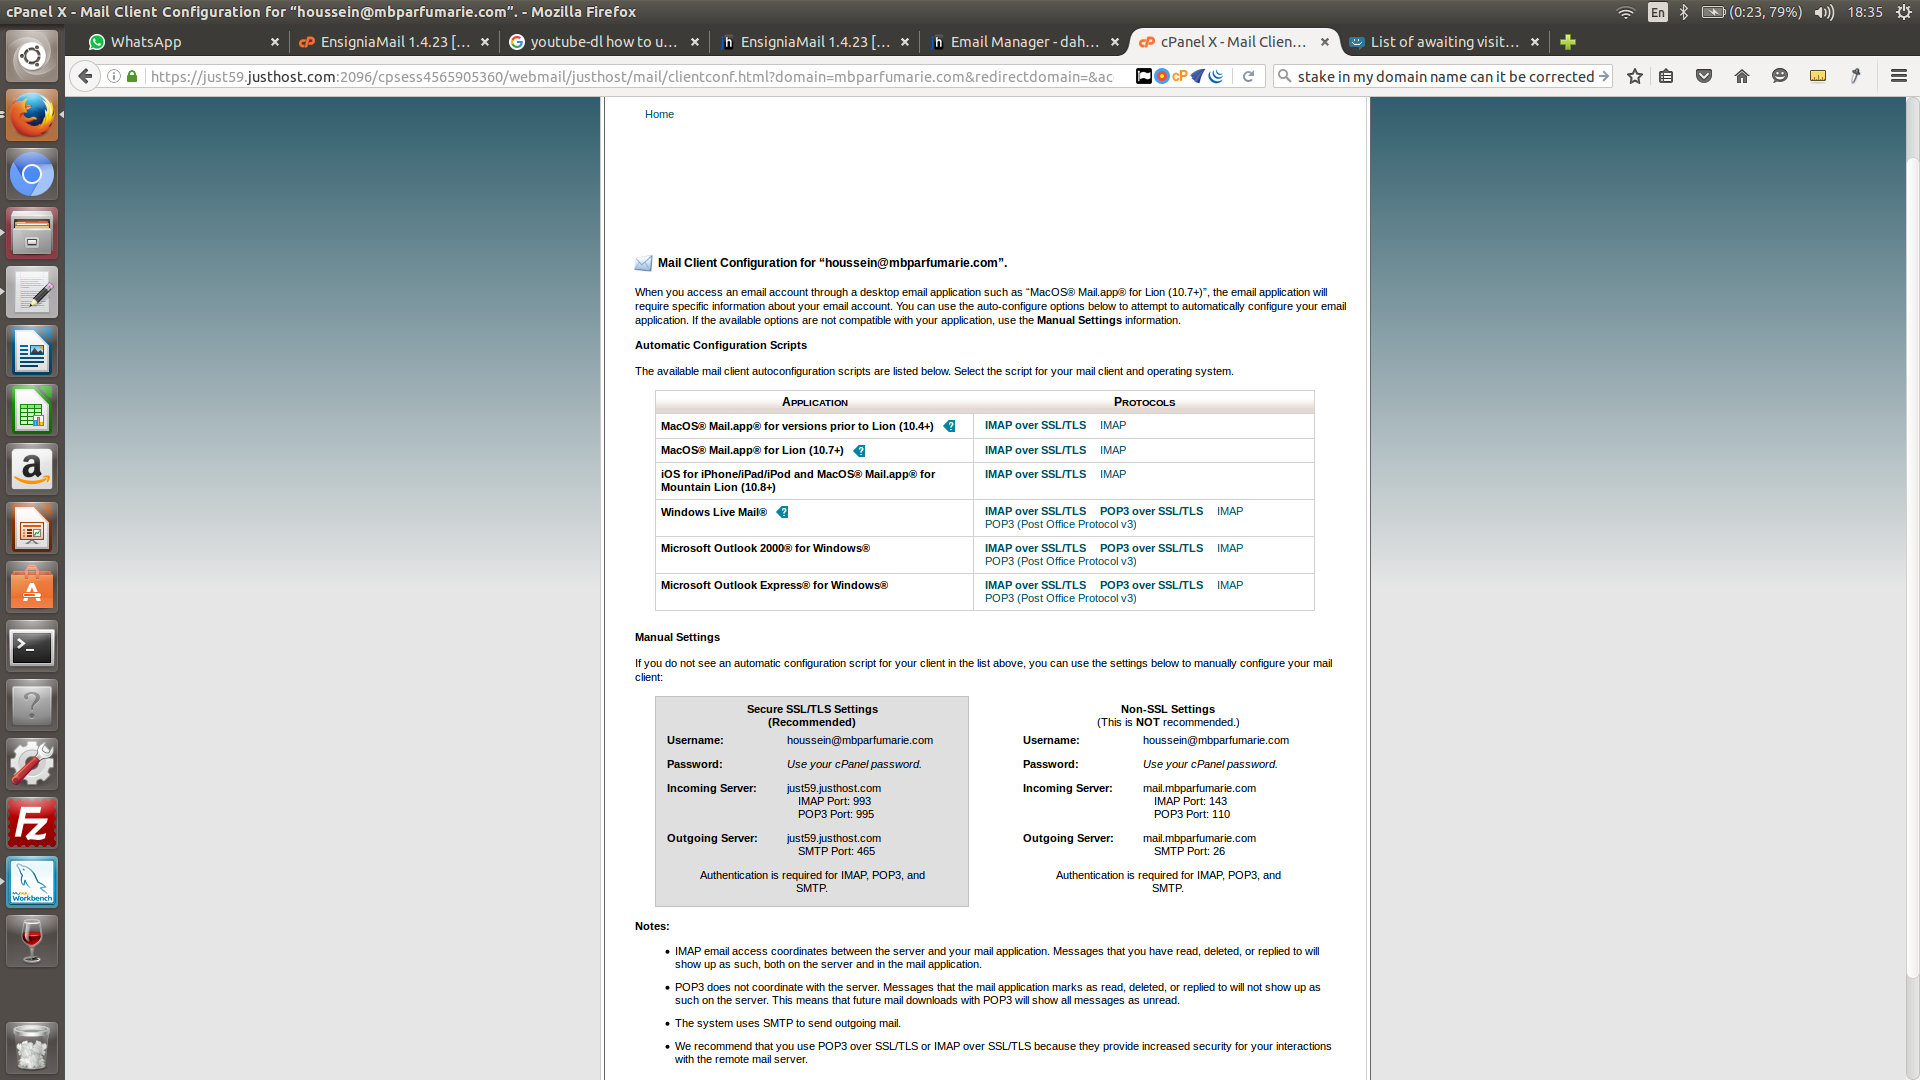 cPanel X - Mail Client Configuration for “houssein@mbparfumarie.com”. - Mozilla Firefox
En (0:23, 79%) 18:35
WhatsApp
EnsigniaMail 1.4.23 [...
youtube-dl how to u...
EnsigniaMail 1.4.23 [...
Email Manager - dah...
cPanel X - Mail Clien...
List of awaiting visit...
https://just59.justhost.com:2096/cpsess4565905360/webmail/justhost/mail/clientconf.html?domain=mbparfumarie.com&redirectdomain=&ac
stake in my domain name can it be corrected
Home
Mail Client Configuration for “houssein@mbparfumarie.com”.
When you access an email account through a desktop email application such as “MacOS® Mail.app® for Lion (10.7+)”, the email application will
require specific information about your email account. You can use the auto-configure options below to attempt to automatically configure your email
application. If the available options are not compatible with your application, use the Manual Settings information.
Automatic Configuration Scripts
The available mail client autoconfiguration scripts are listed below. Select the script for your mail client and operating system.
APPLICATION PROTOCOLS
MacOS® Mail.app® for versions prior to Lion (10.4+) ? IMAP over SSL/TLS IMAP
MacOS® Mail.app® for Lion (10.7+) ? IMAP over SSL/TLS IMAP
iOS for iPhone/iPad/iPod and MacOS® Mail.app® for
Mountain Lion (10.8+)
IMAP over SSL/TLS IMAP
Windows Live Mail® ? IMAP over SSL/TLS POP3 over SSL/TLS IMAP
POP3 (Post Office Protocol v3)
Microsoft Outlook 2000® for Windows® IMAP over SSL/TLS POP3 over SSL/TLS IMAP
POP3 (Post Office Protocol v3)
Microsoft Outlook Express® for Windows® IMAP over SSL/TLS POP3 over SSL/TLS IMAP
POP3 (Post Office Protocol v3)
Manual Settings
If you do not see an automatic configuration script for your client in the list above, you can use the settings below to manually configure your mail
client:
Secure SSL/TLS Settings
(Recommended)
Username: houssein@mbparfumarie.com
Password: Use your cPanel password.
Incoming Server: just59.justhost.com
IMAP Port: 993
POP3 Port: 995
Outgoing Server: just59.justhost.com
SMTP Port: 465
Authentication is required for IMAP, POP3, and
SMTP.
Non-SSL Settings
(This is NOT recommended.)
Username: houssein@mbparfumarie.com
Password: Use your cPanel password.
Incoming Server: mail.mbparfumarie.com
IMAP Port: 143
POP3 Port: 110
Outgoing Server: mail.mbparfumarie.com
SMTP Port: 26
Authentication is required for IMAP, POP3, and
SMTP.
Notes:
• IMAP email access coordinates between the server and your mail application. Messages that you have read, deleted, or replied to will
show up as such, both on the server and in the mail application.
• POP3 does not coordinate with the server. Messages that the mail application marks as read, deleted, or replied to will not show up as
such on the server. This means that future mail downloads with POP3 will show all messages as unread.
• The system uses SMTP to send outgoing mail.
• We recommend that you use POP3 over SSL/TLS or IMAP over SSL/TLS because they provide increased security for your interactions
with the remote mail server.